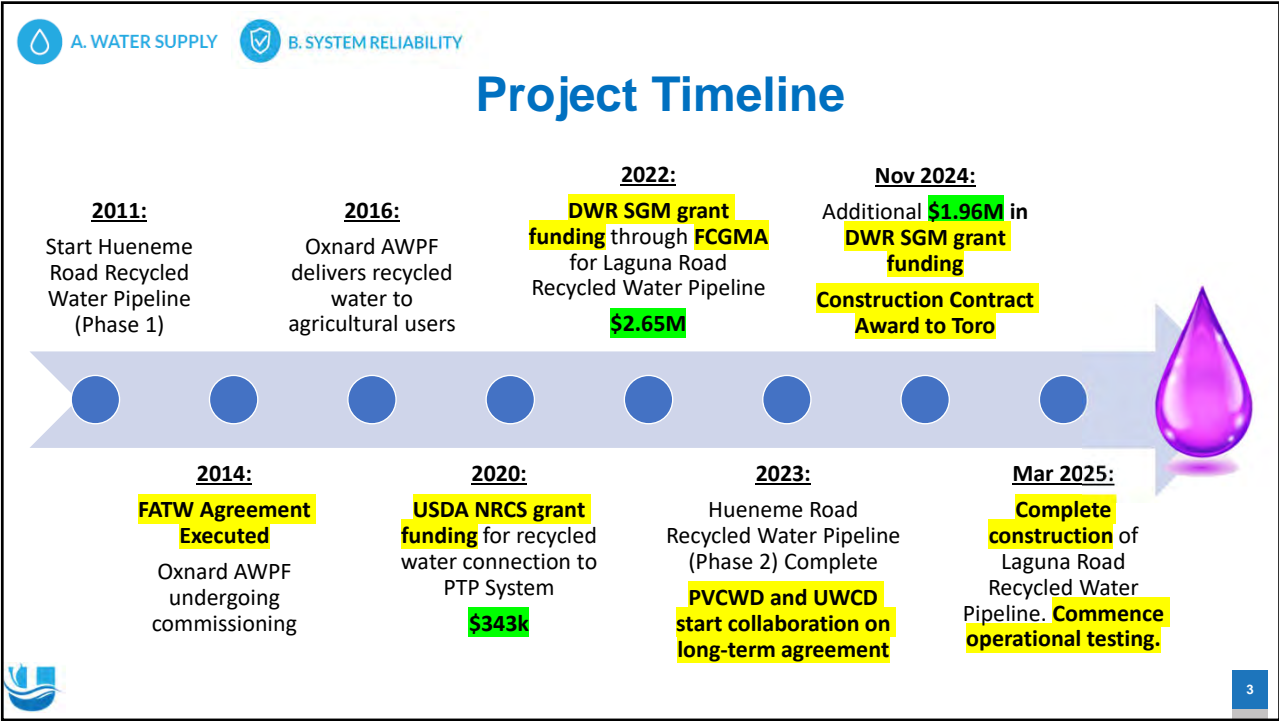 A. WATER SUPPLY
B. SYSTEM RELIABILITY
Project Timeline
2011:
Start Hueneme
Road Recycled
Water Pipeline
(Phase 1)
2016:
Oxnard AWPF
delivers recycled
water to
agricultural users
2022:
DWR SGM grant
funding through FCGMA
for Laguna Road
Recycled Water Pipeline
$2.65M
Nov 2024:
Additional $1.96M in
DWR SGM grant
funding
Construction Contract
Award to Toro
2014:
FATW Agreement
Executed
Oxnard AWPF
undergoing
commissioning
2020:
USDA NRCS grant
funding for recycled
water connection to
PTP System
$343k
2023:
Hueneme Road
Recycled Water Pipeline
(Phase 2) Complete
PVCWD and UWCD
start collaboration on
long-term agreement
Mar 2025:
Complete
construction of
Laguna Road
Recycled Water
Pipeline. Commence
operational testing.
3